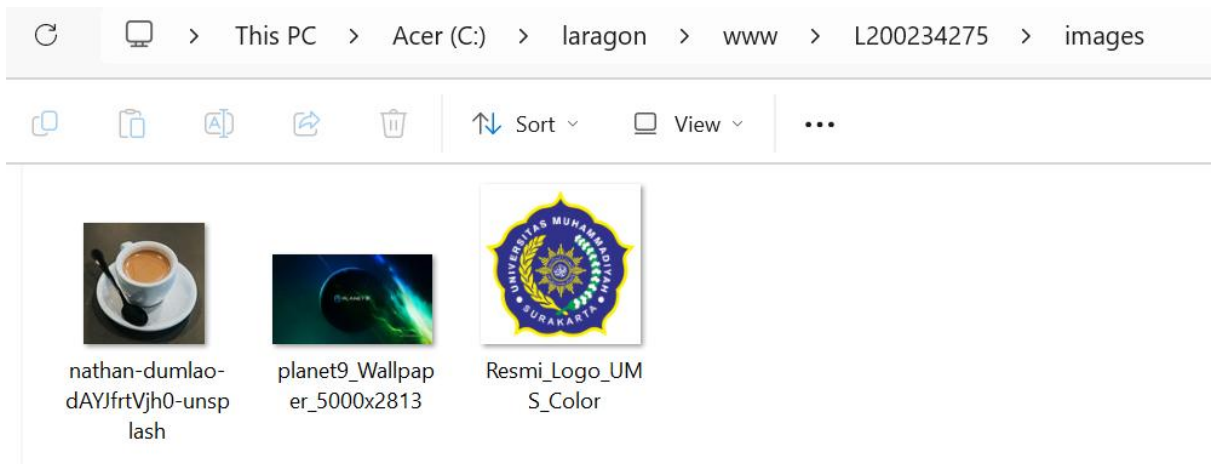 This PC > Acer (C:) > laragon > www > L200234275 > images
Sort View
PLANET9
UNIVERSITAS MUHAMMADIYAH
SURAKARTA
nathan-dumlao-
dAYJfrtVjh0-unsp
lash
planet9_Wallpap
er_5000x2813
Resmi_Logo_UM
S_Color